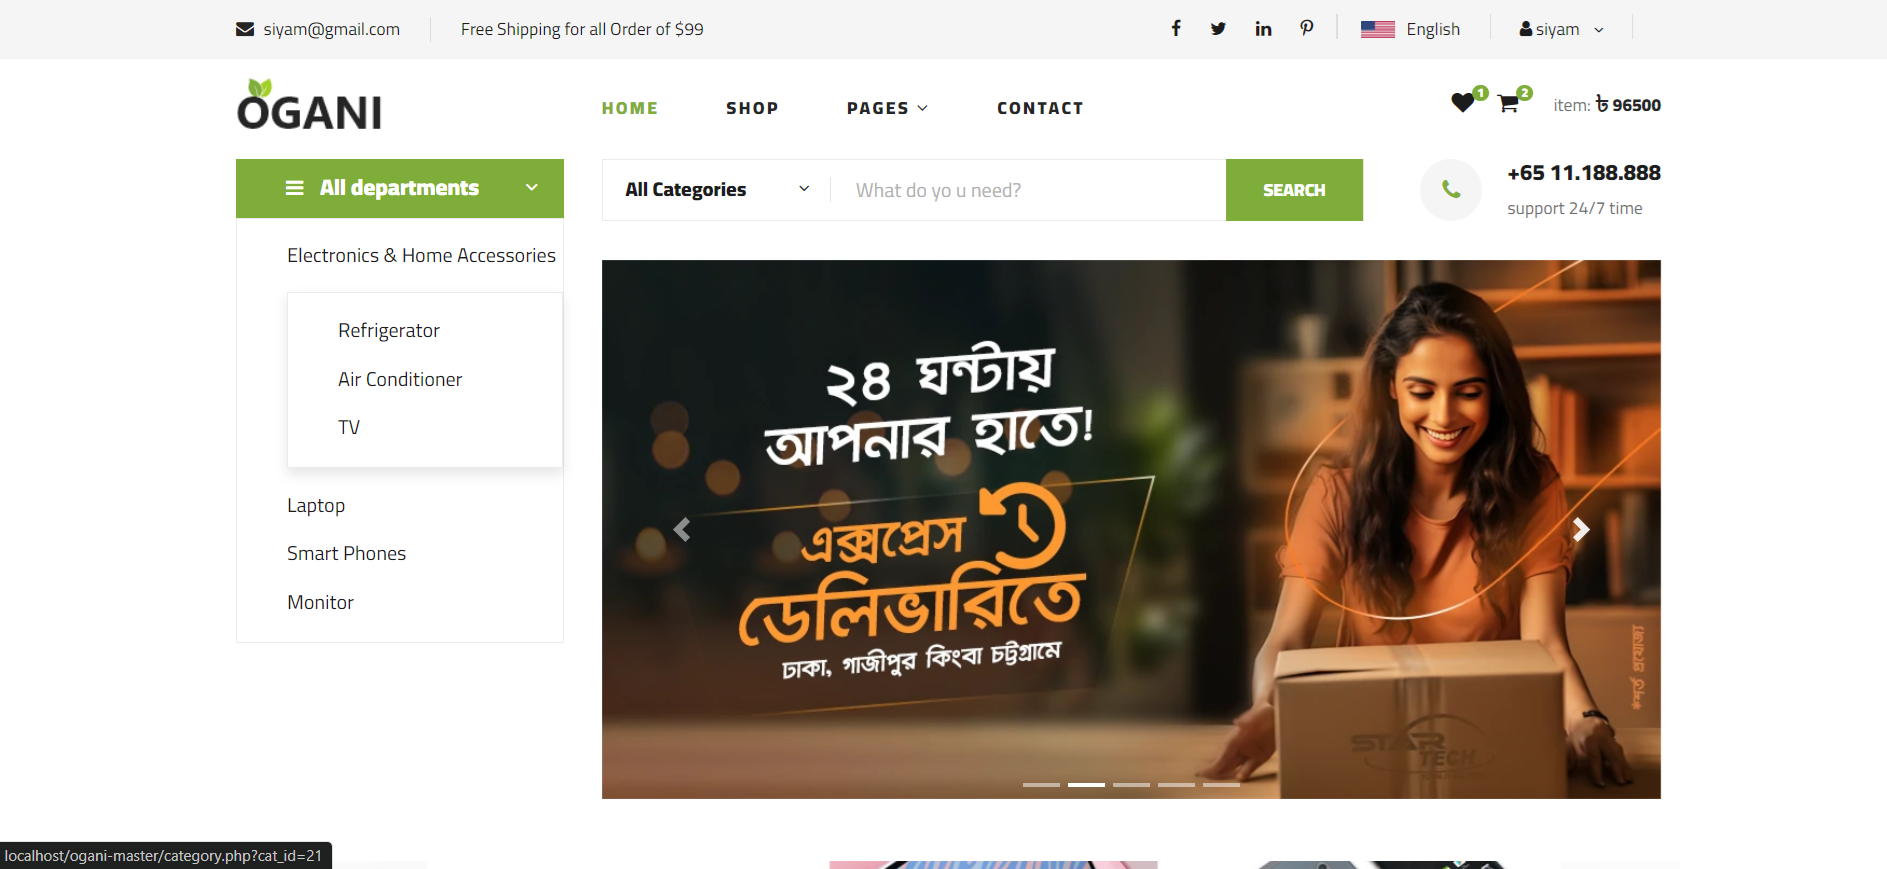 siyam@gmail.com
Free Shipping for all Order of $99
English
siyam
OGANI
HOME
SHOP
PAGES
CONTACT
1
2
item: ৳ 96500
All departments
All Categories
What do yo u need?
SEARCH
+65 11.188.888
support 24/7 time
Electronics & Home Accessories
Refrigerator
Air Conditioner
TV
Laptop
Smart Phones
Monitor
২৪ ঘন্টায়
আপনার হাতে!
এক্সপ্রেস
ডেলিভারিতে
ঢাকা, গাজীপুর কিংবা চট্টগ্রামে
*শর্ত প্রযোজ্য
STAR
TECH
localhost/ogani-master/category.php?cat_id=21